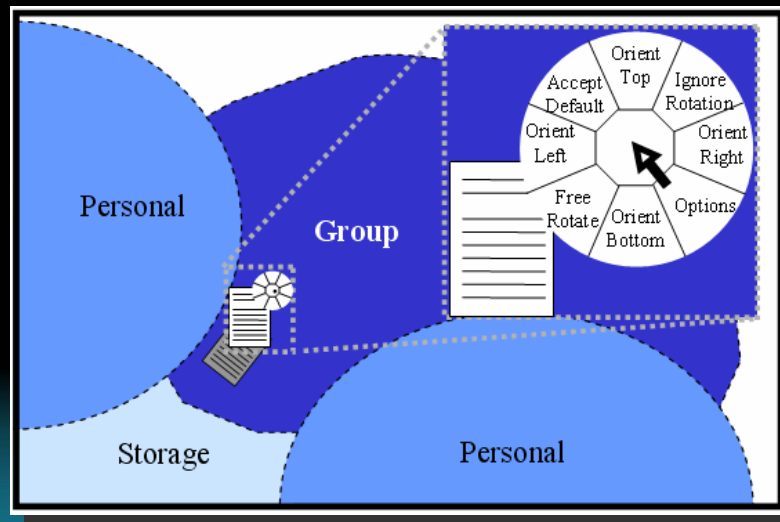 Orient
Top
Accept
Default
Ignore
Rotation
Orient
Left
Orient
Right
Free
Rotate
Orient
Bottom
Options
Personal
Group
Storage
Personal